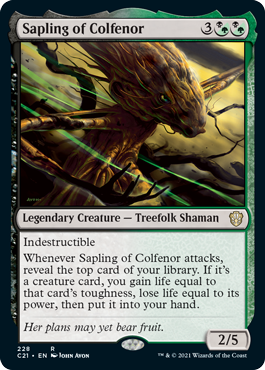 Sapling of Colfenor 3
Legendary Creature — Treefolk Shaman
Indestructible
Whenever Sapling of Colfenor attacks,
reveal the top card of your library. If it's
a creature card, you gain life equal to
that card's toughness, lose life equal to its
power, then put it into your hand.
Her plans may yet bear fruit.
2/5
228 R
C21 • EN JOHN AVON ™ & © 2021 Wizards of the Coast